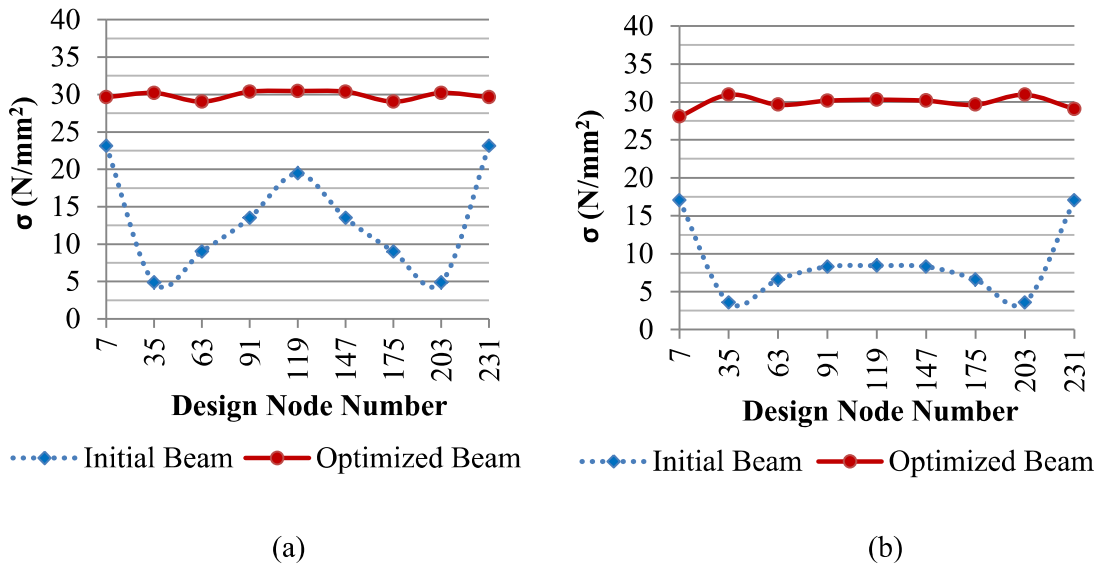 σ (N/mm²)
40
35
30
25
20
15
10
5
0
7 35 63 91 119 147 175 203 231
Design Node Number
Initial Beam Optimized Beam
(a)
σ (N/mm²)
40
35
30
25
20
15
10
5
0
7 35 63 91 119 147 175 203 231
Design Node Number
Initial Beam Optimized Beam
(b)